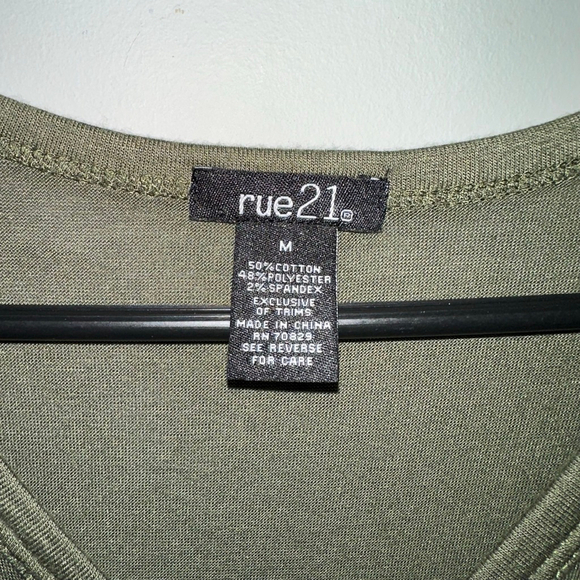 rue21®
M
50%COTTON
48%POLYESTER
2% SPANDEX
EXCLUSIVE
OF TRIMS
MADE IN CHINA
RN 70829
SEE REVERSE
FOR CARE